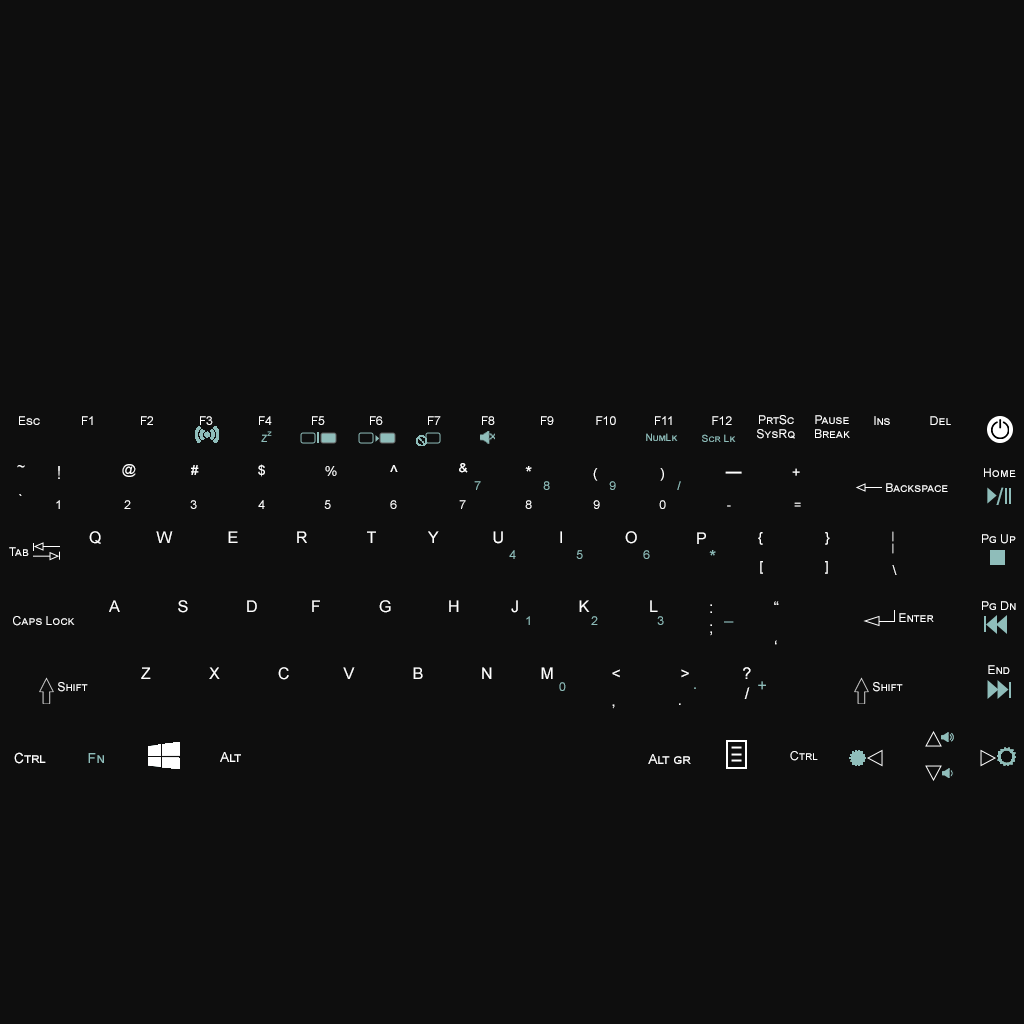 Esc F1 F2 F3 F4 F5 F6 F7 F8 F9 F10 F11 F12 PrtSc Pause Ins Del
zz NumLk Scr Lk SysRq Break
~ ! @ # $ % ^ & * ( ) — + Home
7 8 9 / Backspace
` 1 2 3 4 5 6 7 8 9 0 - =
Q W E R T Y U I O P { } ¦ Pg Up
Tab 4 5 6 * [ ] \
A S D F G H J K L : “ Pg Dn
Caps Lock 1 2 3 ; – ‘ Enter
Z X C V B N M < > ? End
Shift 0 , . . / + Shift
Ctrl Fn Alt Alt Gr Ctrl